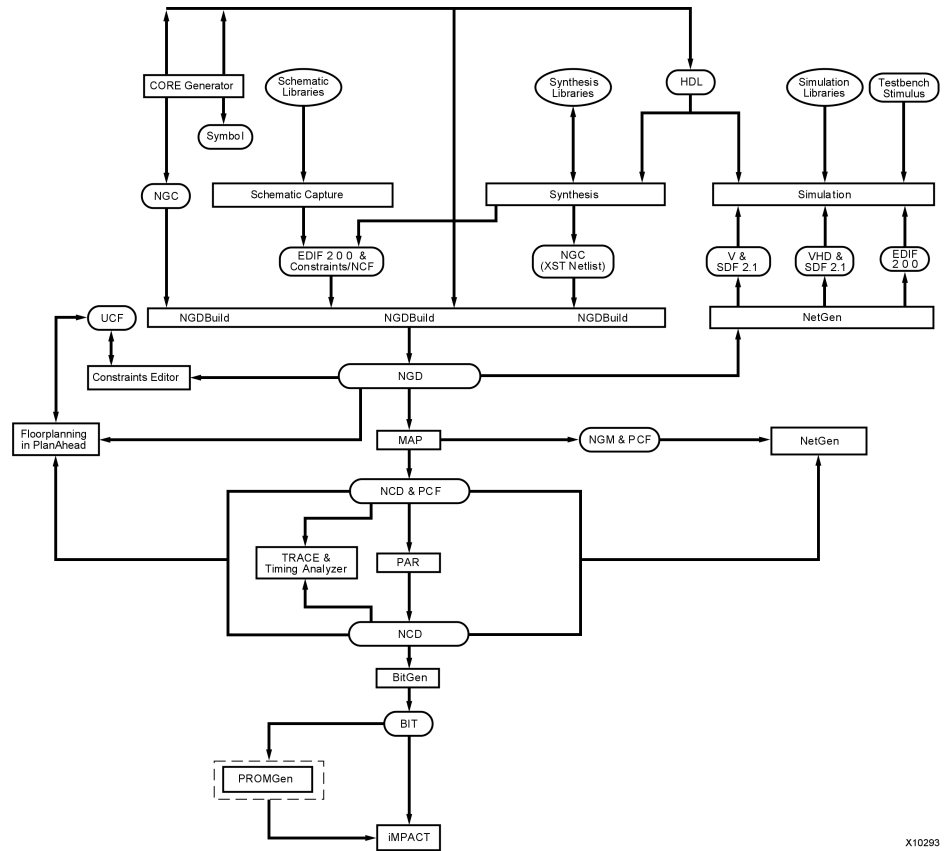 CORE Generator
Schematic
Libraries
Synthesis
Libraries
HDL
Simulation
Libraries
Testbench
Stimulus
Symbol
NGC
Schematic Capture
Synthesis
Simulation
EDIF 2 0 0 &
Constraints/NCF
NGC
(XST Netlist)
V &
SDF 2.1
VHD &
SDF 2.1
EDIF
2 0 0
UCF
NGDBuild
NGDBuild
NGDBuild
NetGen
Constraints Editor
NGD
Floorplanning
in PlanAhead
MAP
NGM & PCF
NetGen
NCD & PCF
TRACE &
Timing Analyzer
PAR
NCD
BitGen
BIT
PROMGen
iMPACT
X10293